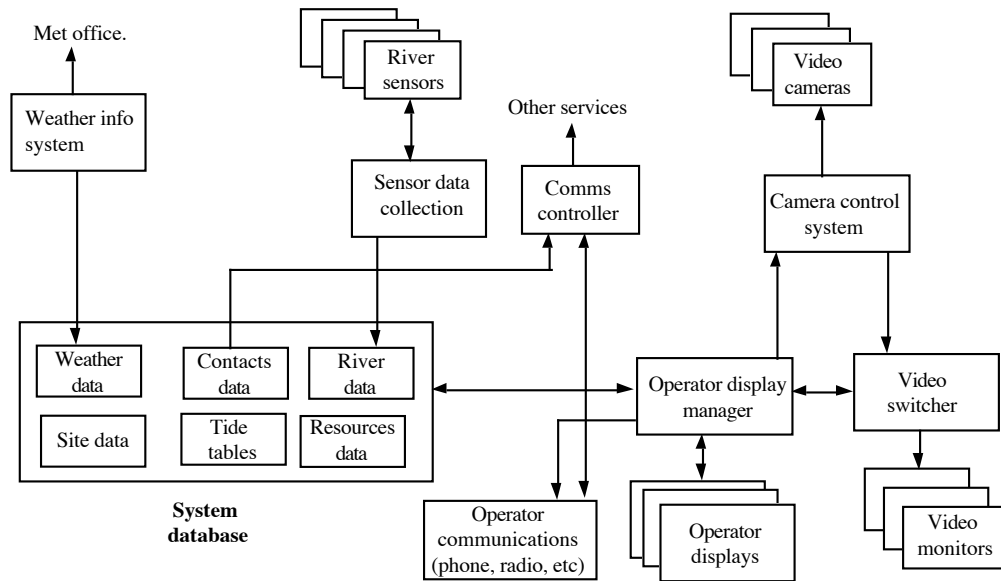 Met office.
River
sensors
Video
cameras
Weather info
system
Other services
Sensor data
collection
Comms
controller
Camera control
system
Weather
data
Contacts
data
River
data
Operator display
manager
Video
switcher
Site data
Tide
tables
Resources
data
System
database
Operator
communications
(phone, radio, etc)
Operator
displays
Video
monitors